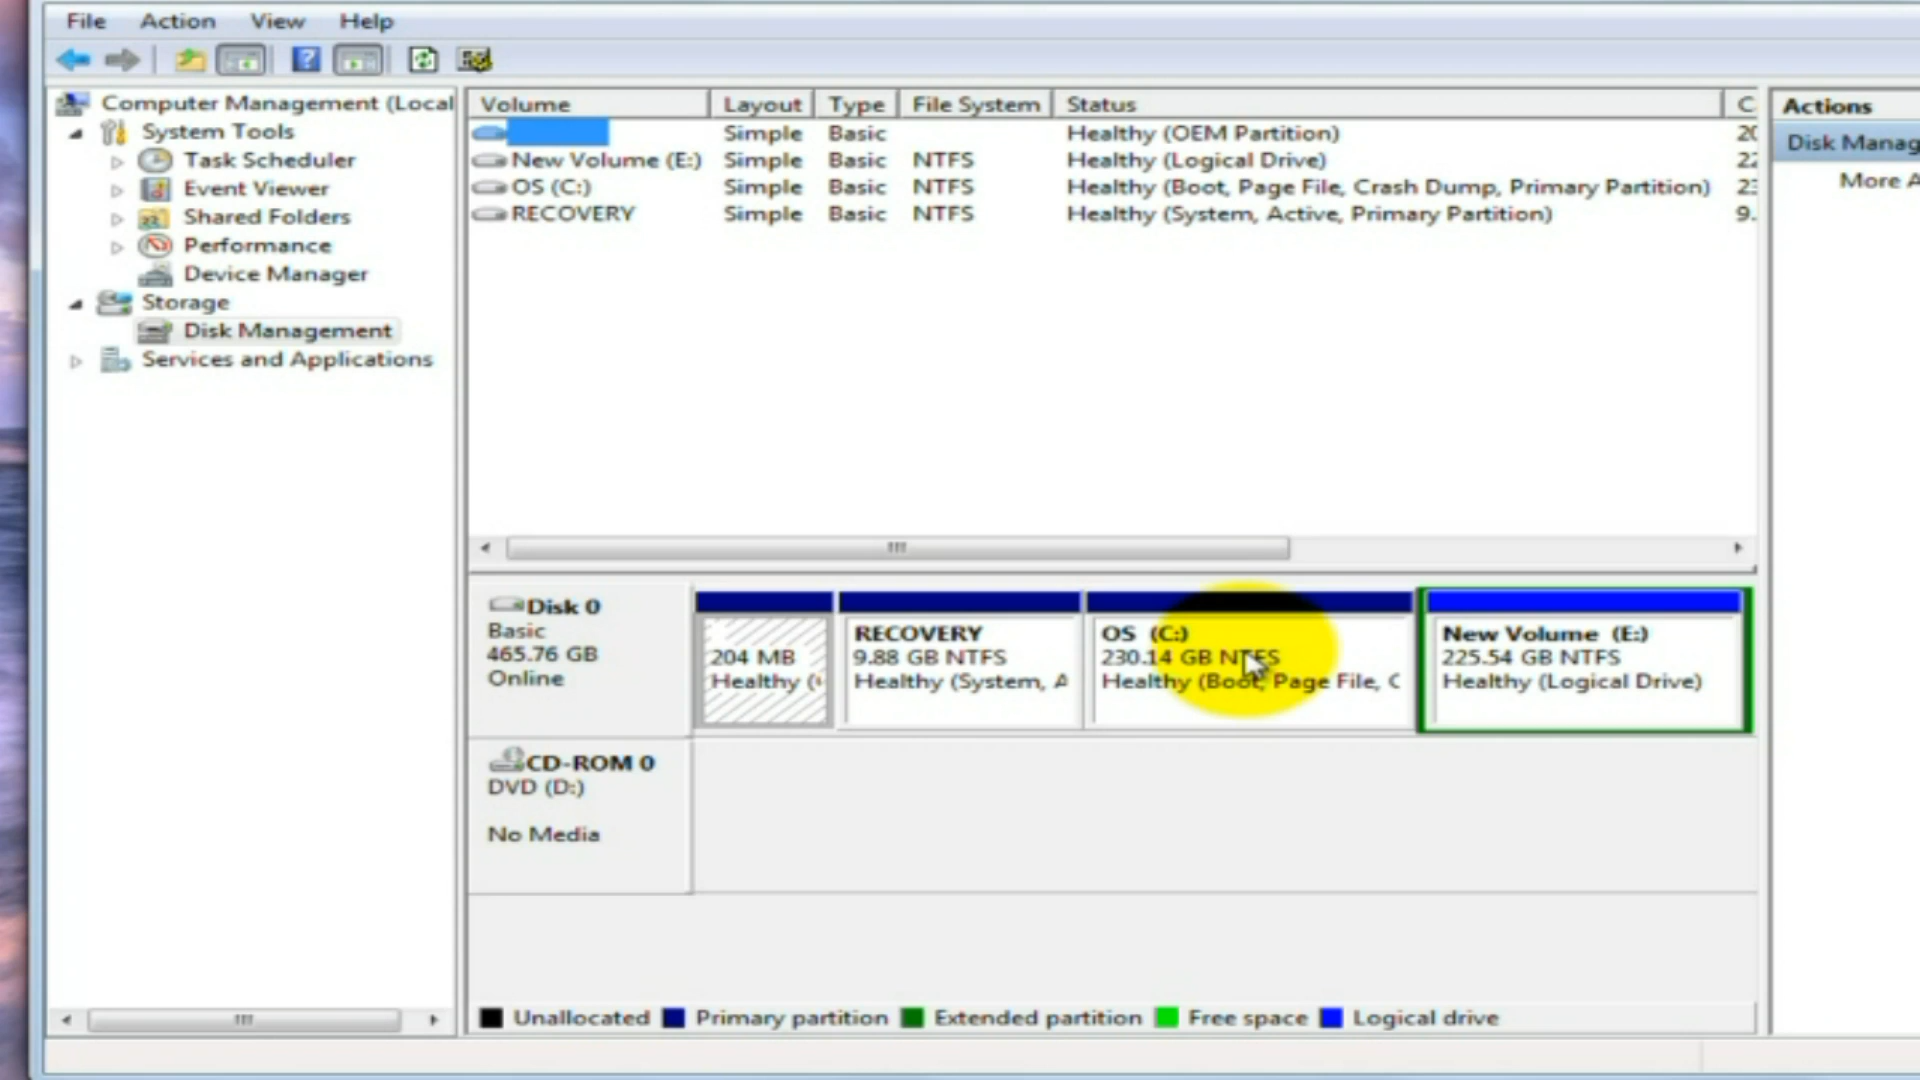 File Action View Help
Computer Management (Local
System Tools
Task Scheduler
Event Viewer
Shared Folders
Performance
Device Manager
Storage
Disk Management
Services and Applications
Volume Layout Type File System Status C
Simple Basic Healthy (OEM Partition) 20
New Volume (E:) Simple Basic NTFS Healthy (Logical Drive) 22
OS (C:) Simple Basic NTFS Healthy (Boot, Page File, Crash Dump, Primary Partition) 23
RECOVERY Simple Basic NTFS Healthy (System, Active, Primary Partition) 9.
Actions
Disk Manag
More A
Disk 0
Basic
465.76 GB
Online
204 MB
Healthy (
RECOVERY
9.88 GB NTFS
Healthy (System, A
OS (C:)
230.14 GB NTFS
Healthy (Boot, Page File, C
New Volume (E:)
225.54 GB NTFS
Healthy (Logical Drive)
CD-ROM 0
DVD (D:)
No Media
Unallocated Primary partition Extended partition Free space Logical drive